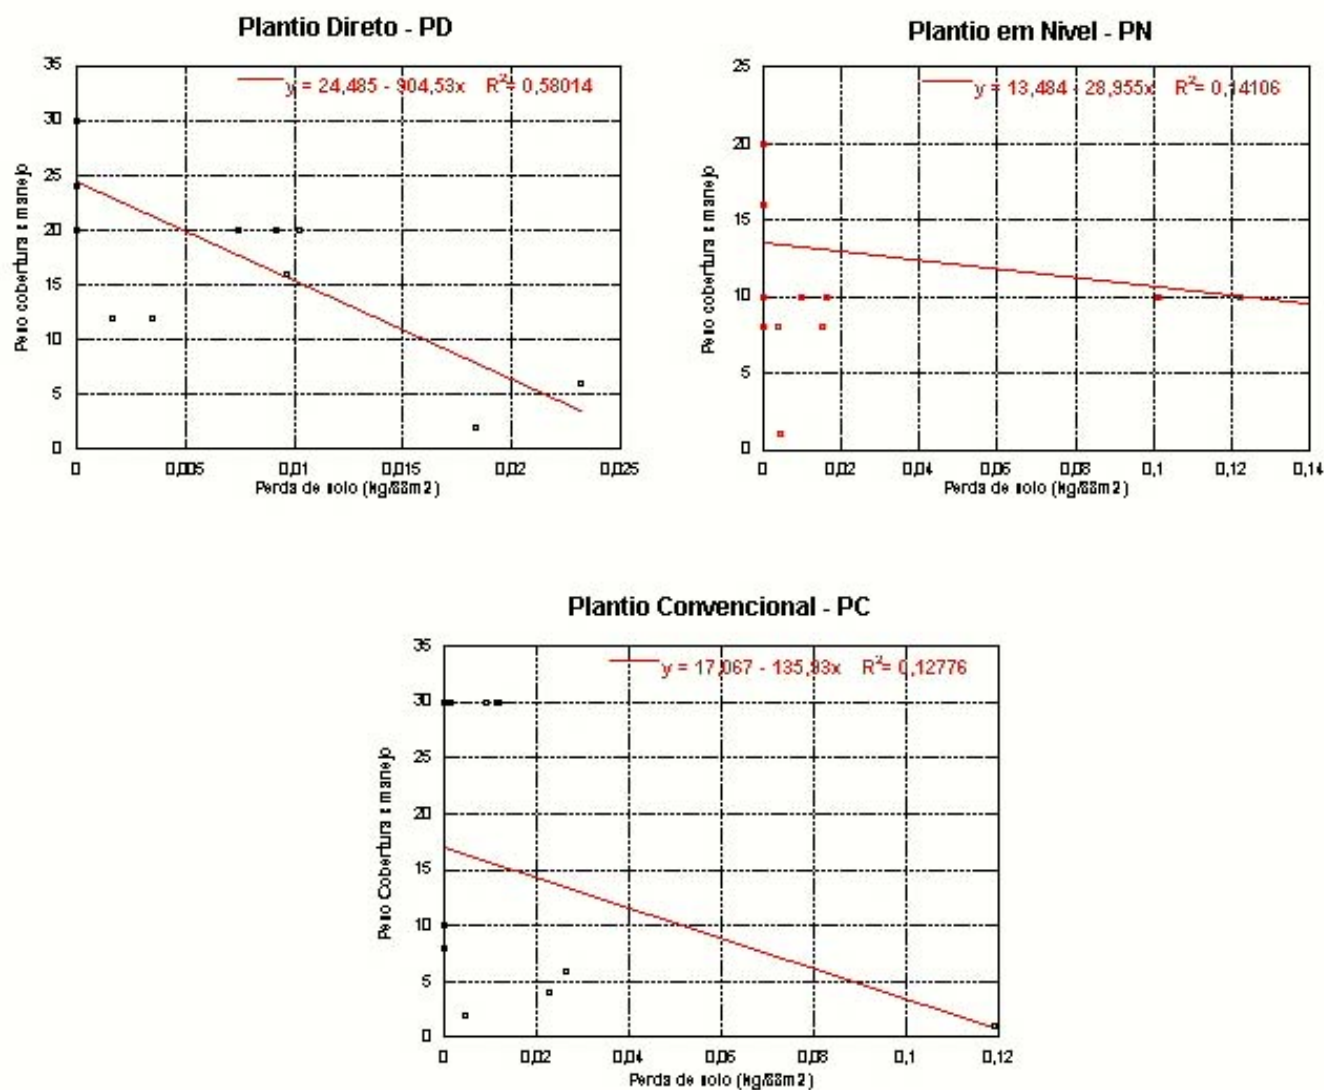 Plantio Direto - PD
y = 24,485 - 904,53x R²= 0,58014
35
30
25
20
15
10
5
0
Peso cobertura e manejo
0 0,005 0,01 0,015 0,02 0,025
Perda de solo (kg/88m2)
Plantio em Nivel - PN
y = 13,484 - 28,955x R²= 0,14106
25
20
15
10
5
0
Peso cobertura e manejo
0 0,02 0,04 0,06 0,08 0,1 0,12 0,14
Perda de solo (kg/88m2)
Plantio Convencional - PC
y = 17,067 - 135,93x R²= 0,12776
35
30
25
20
15
10
5
0
Peso Cobertura e manejo
0 0,02 0,04 0,06 0,08 0,1 0,12
Perda de solo (kg/88m2)